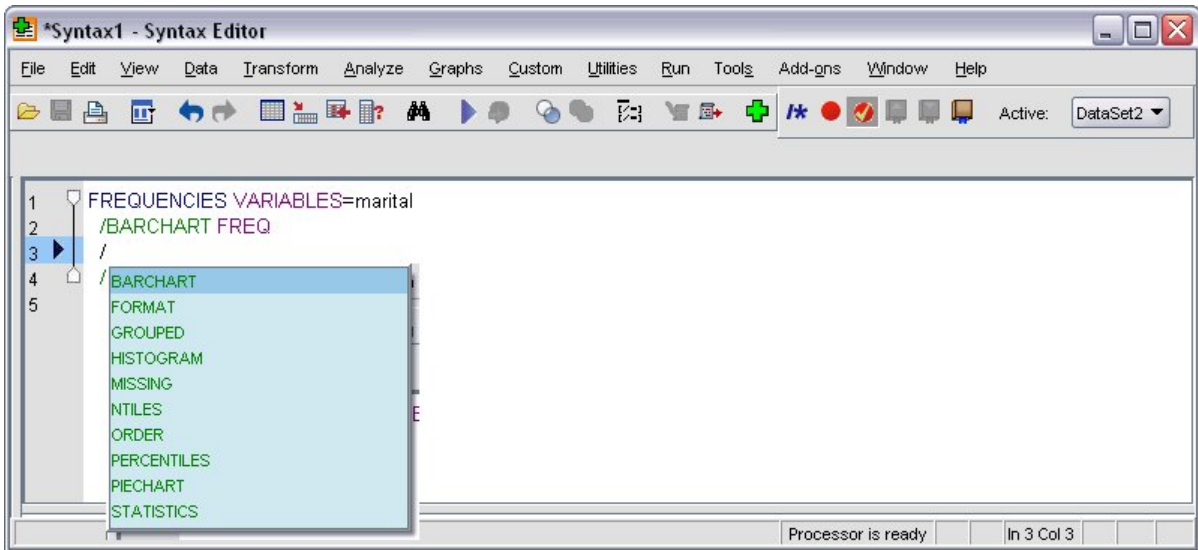 *Syntax1 - Syntax Editor
File Edit View Data Transform Analyze Graphs Custom Utilities Run Tools Add-ons Window Help
Active: DataSet2
1 FREQUENCIES VARIABLES=marital
2 /BARCHART FREQ
3 /
4 /
5
BARCHART
FORMAT
GROUPED
HISTOGRAM
MISSING
NTILES
ORDER
PERCENTILES
PIECHART
STATISTICS
Processor is ready In 3 Col 3